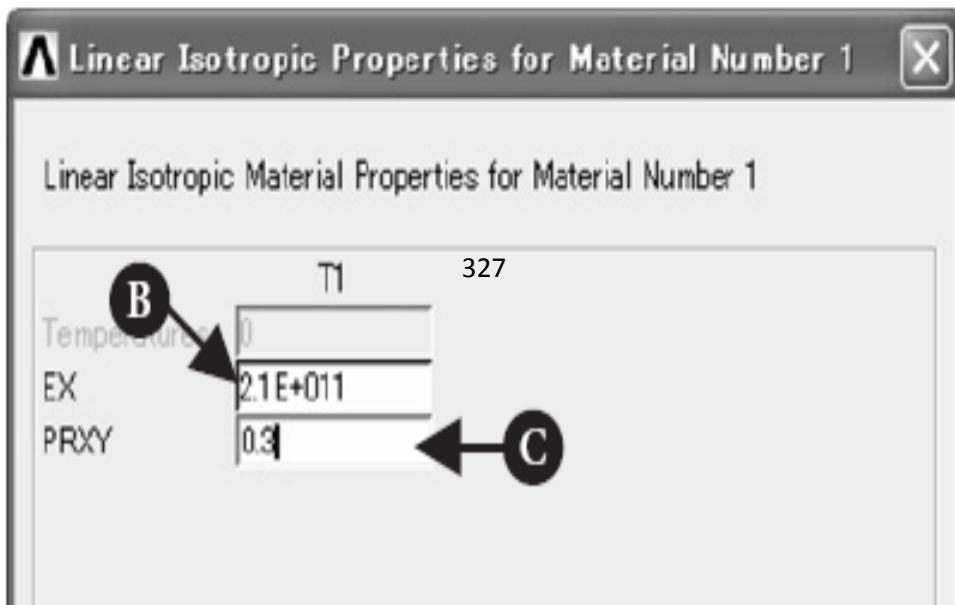 Linear Isotropic Properties for Material Number 1
Linear Isotropic Material Properties for Material Number 1
T1 327
B
Temperatures 0
EX 2.1E+011
PRXY 0.3 C